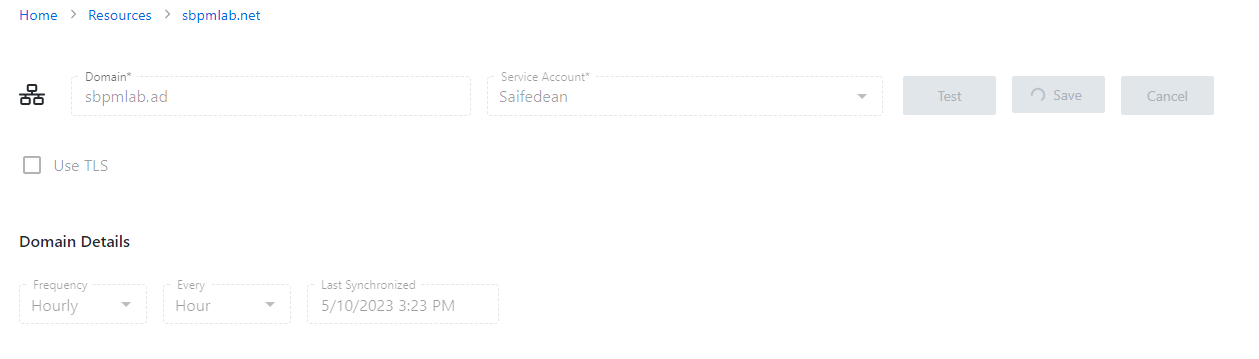 Home > Resources > sbpmlab.net
Domain*
sbpmlab.ad
Service Account*
Saifedean
Test
Save
Cancel
Use TLS
Domain Details
Frequency
Hourly
Every
Hour
Last Synchronized
5/10/2023 3:23 PM